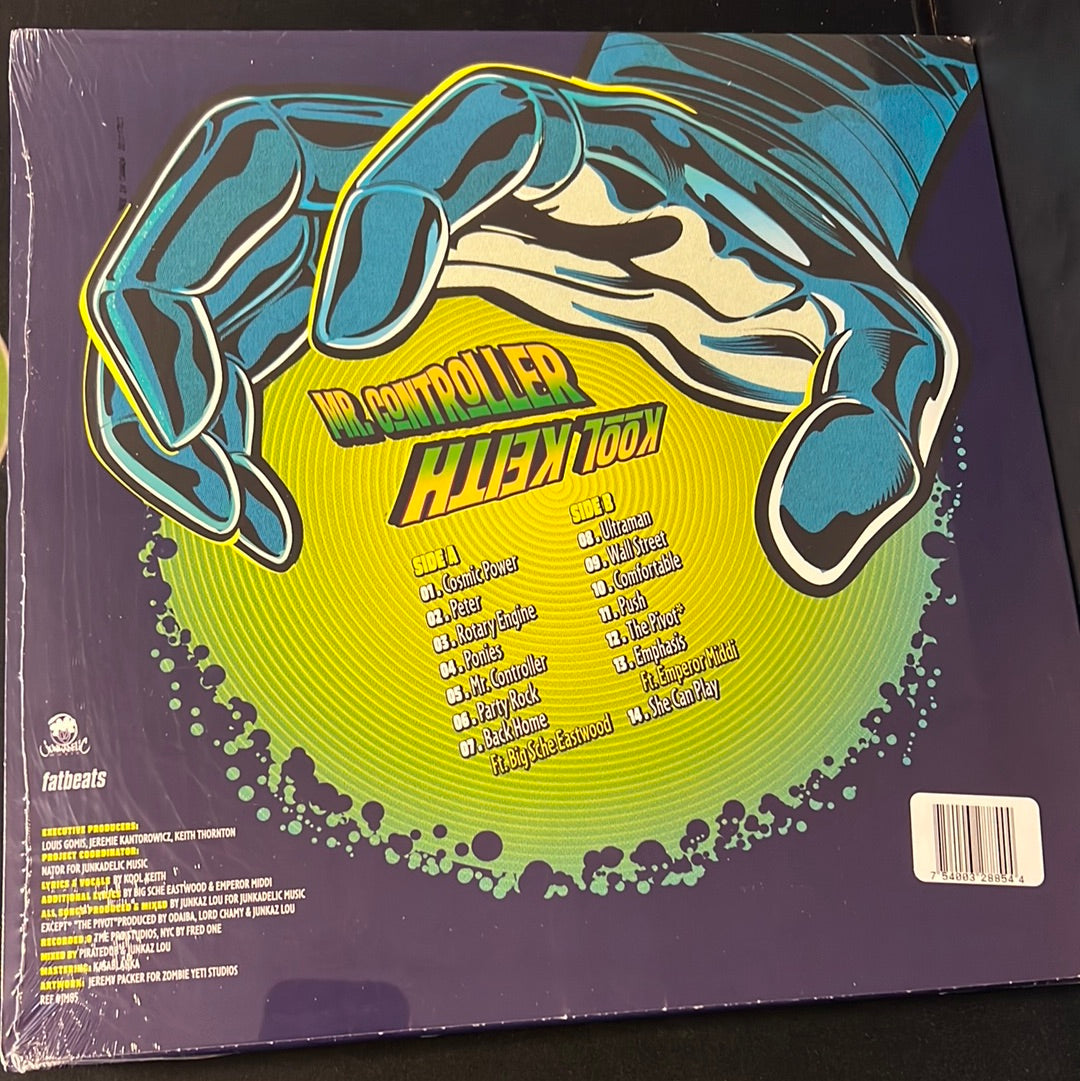 MR. CONTROLLER
KOOL KEITH
SIDE A
01. Cosmic Power
02. Peter
03. Rotary Engine
04. Ponies
05. Mr. Controller
06. Party Rock
07. Back Home
Ft. Big Sche Eastwood
SIDE B
08. Ultraman
09. Wall Street
10. Comfortable
11. Push
12. The Pivot*
13. Emphasis
Ft. Emperor Middi
14. She Can Play
JUNKADELIC
fatbeats
EXECUTIVE PRODUCERS:
LOUIS GOMIS, JEREMIE KANTOROWICZ, KEITH THORNTON
PROJECT COORDINATOR:
NATOR FOR JUNKADELIC MUSIC
LYRICS & VOCALS BY KOOL KEITH
ADDITIONAL LYRICS BY BIG SCHE EASTWOOD & EMPEROR MIDDI
ALL SONGS PRODUCED & MIXED BY JUNKAZ LOU FOR JUNKADELIC MUSIC
EXCEPT* "THE PIVOT"PRODUCED BY ODAIBA, LORD CHAMY & JUNKAZ LOU
RECORDED @ THE PRO STUDIOS, NYC BY FRED ONE
MIXED BY PIRATEDUB & JUNKAZ LOU
MASTERING: KASABLANKA
ARTWORK: JEREMY PACKER FOR ZOMBIE YETI STUDIOS
REF #JM05
7 54003 28854 4